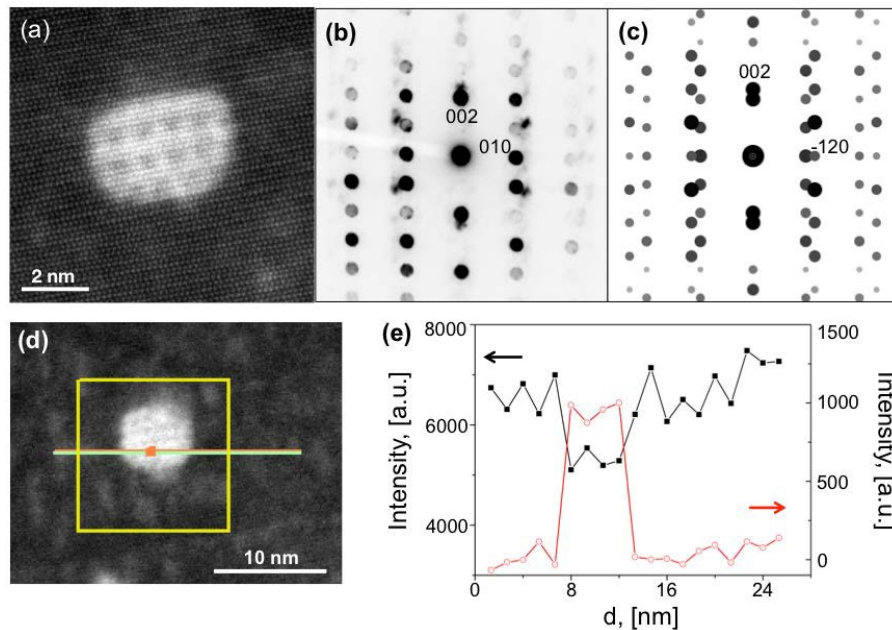 (a)
2 nm
(b)
002
010
(c)
002
-120
(d)
10 nm
(e)
8000
6000
4000
Intensity, [a.u.]
1500
1000
500
0
Intensity, [a.u.]
0
8
16
24
d, [nm]